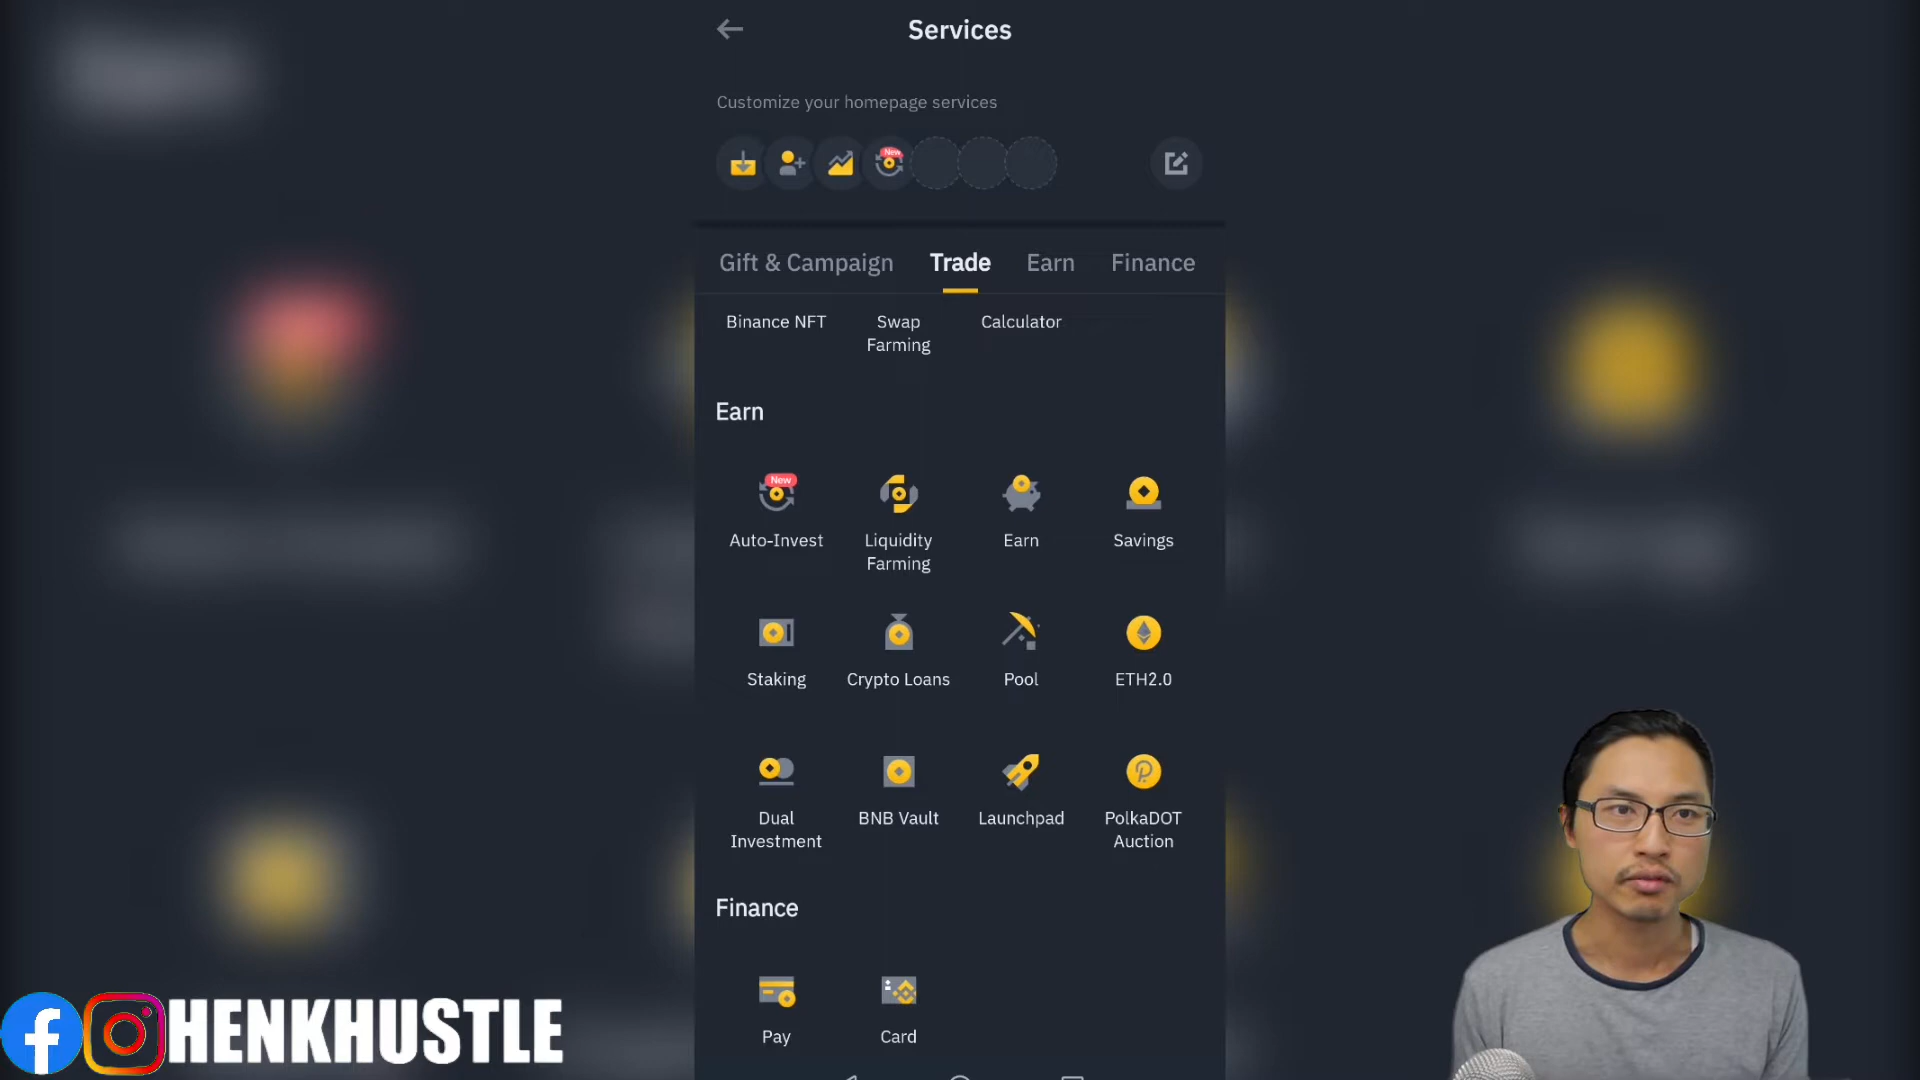 Services
Customize your homepage services
New
Gift & Campaign Trade Earn Finance
Binance NFT Swap Farming Calculator
Earn
New
Auto-Invest Liquidity Farming Earn Savings
Staking Crypto Loans Pool ETH2.0
Dual Investment BNB Vault Launchpad PolkaDOT Auction
Finance
Pay Card
HENKHUSTLE